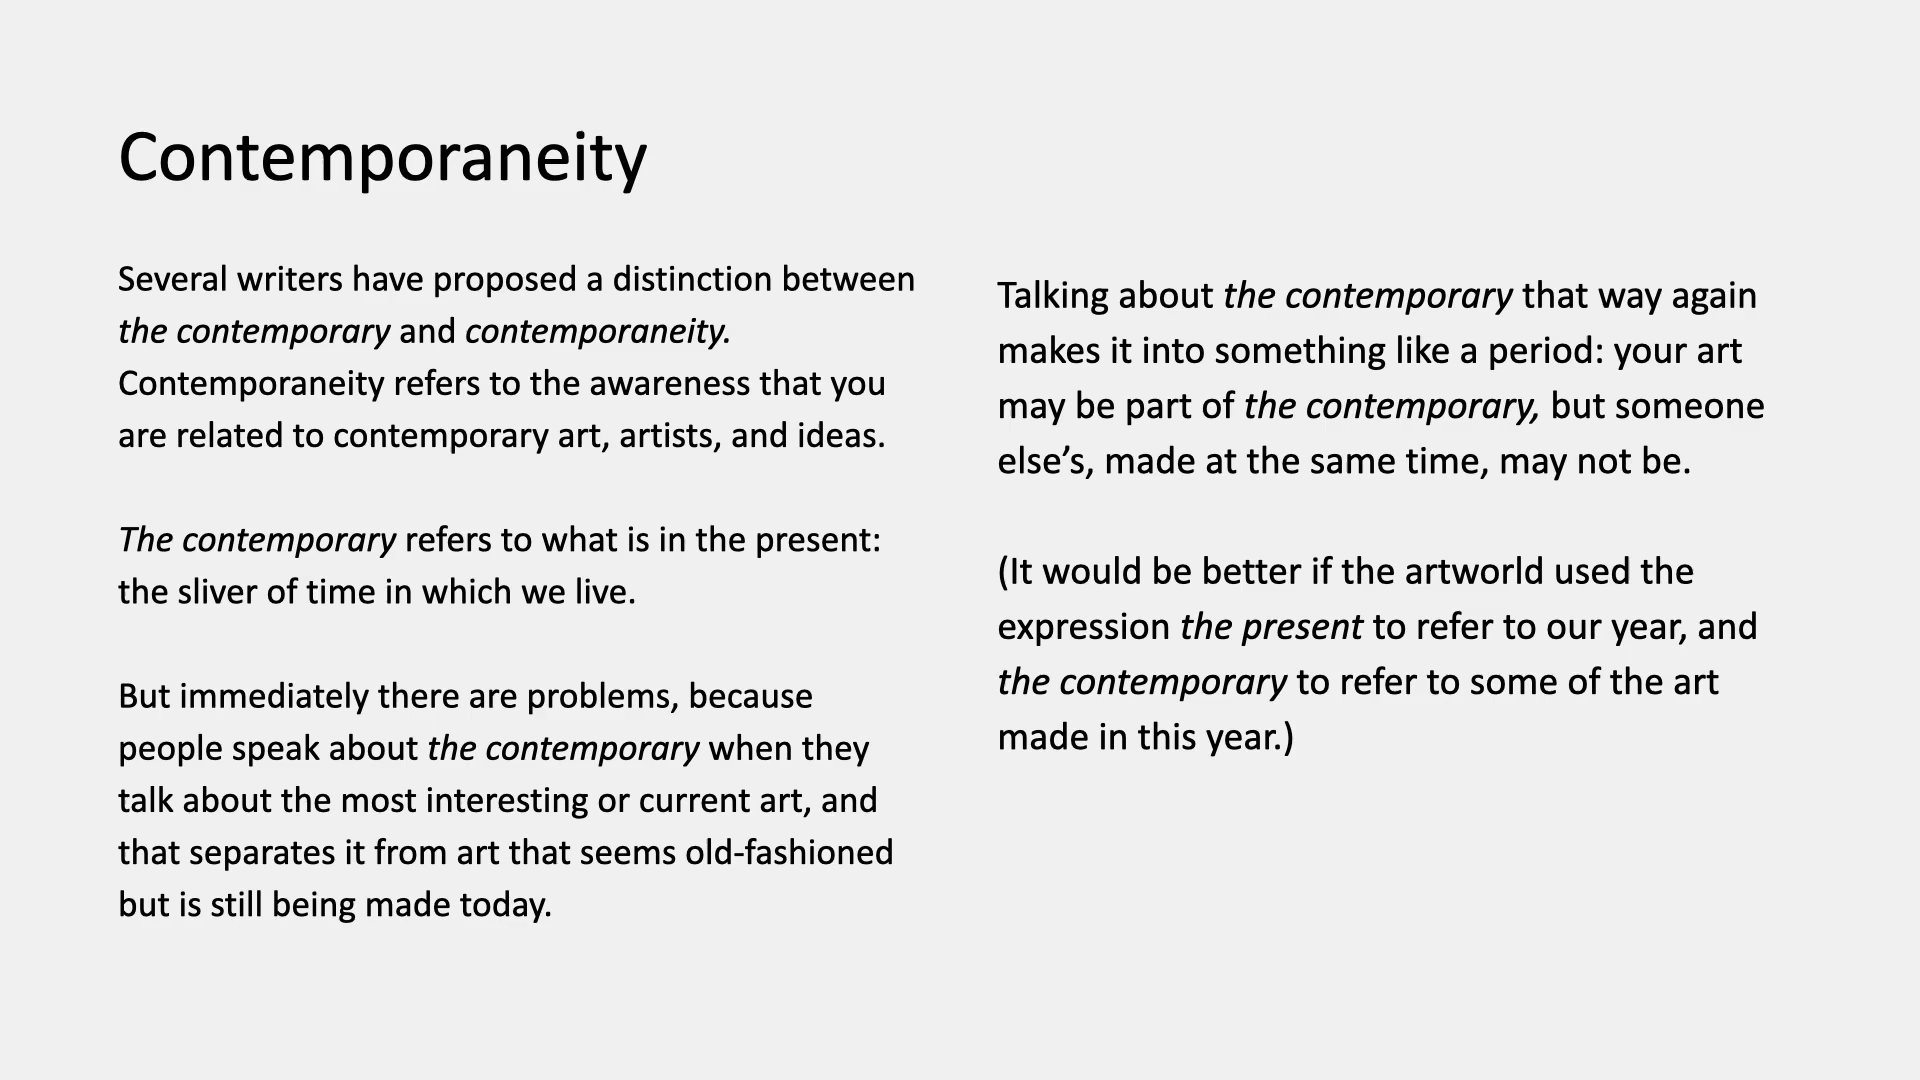 Contemporaneity
Several writers have proposed a distinction between
the contemporary and contemporaneity.
Contemporaneity refers to the awareness that you
are related to contemporary art, artists, and ideas.
The contemporary refers to what is in the present:
the sliver of time in which we live.
But immediately there are problems, because
people speak about the contemporary when they
talk about the most interesting or current art, and
that separates it from art that seems old-fashioned
but is still being made today.
Talking about the contemporary that way again
makes it into something like a period: your art
may be part of the contemporary, but someone
else’s, made at the same time, may not be.
(It would be better if the artworld used the
expression the present to refer to our year, and
the contemporary to refer to some of the art
made in this year.)